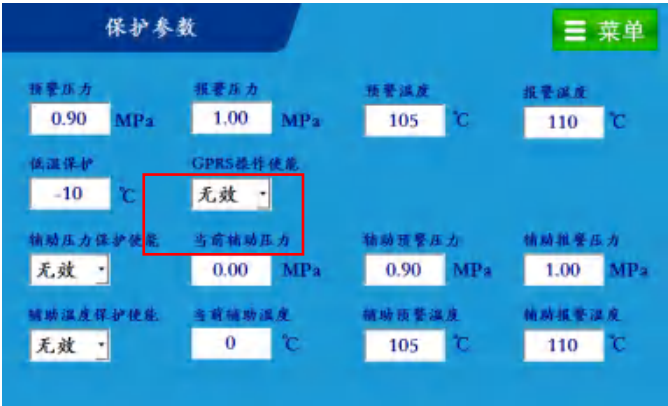 保护参数
菜单
预警压力 报警压力 预警温度 报警温度
0.90 MPa 1.00 MPa 105 ℃ 110 ℃
低温保护 GPRS操作使能
-10 ℃ 无效
辅助压力保护使能 当前辅助压力 辅助预警压力 辅助报警压力
无效 0.00 MPa 0.90 MPa 1.00 MPa
辅助温度保护使能 当前辅助温度 辅助预警温度 辅助报警温度
无效 0 ℃ 105 ℃ 110 ℃